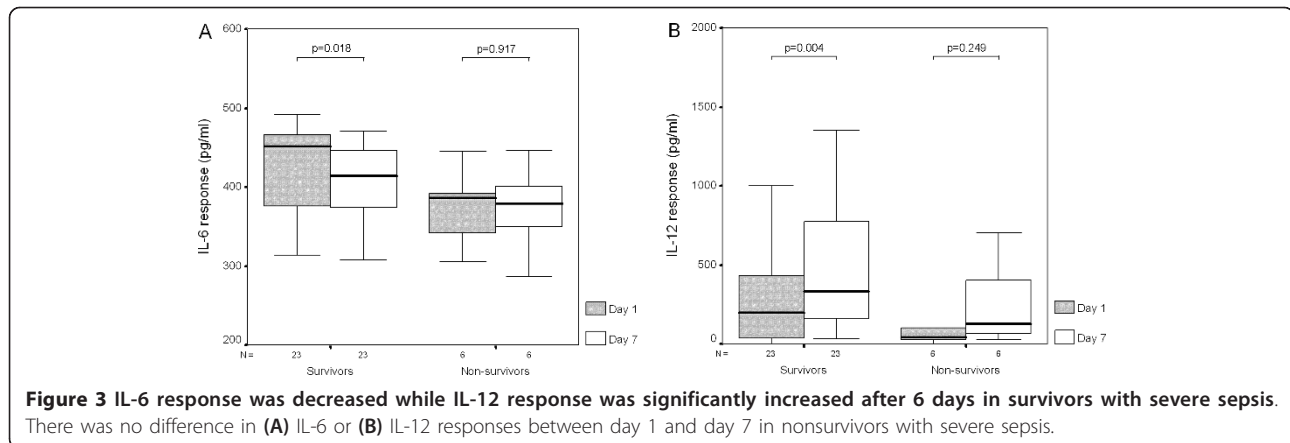 A
600
500
400
300
200
IL-6 response (pg/ml)
p=0.018
p=0.917
Day 1
Day 7
N =
23
23
6
6
Survivors
Non-survivors
B
2000
1500
1000
500
0
IL-12 response (pg/ml)
p=0.004
p=0.249
Day 1
Day 7
N =
23
23
6
6
Survivors
Non-survivors
Figure 3 IL-6 response was decreased while IL-12 response was significantly increased after 6 days in survivors with severe sepsis.
There was no difference in (A) IL-6 or (B) IL-12 responses between day 1 and day 7 in nonsurvivors with severe sepsis.